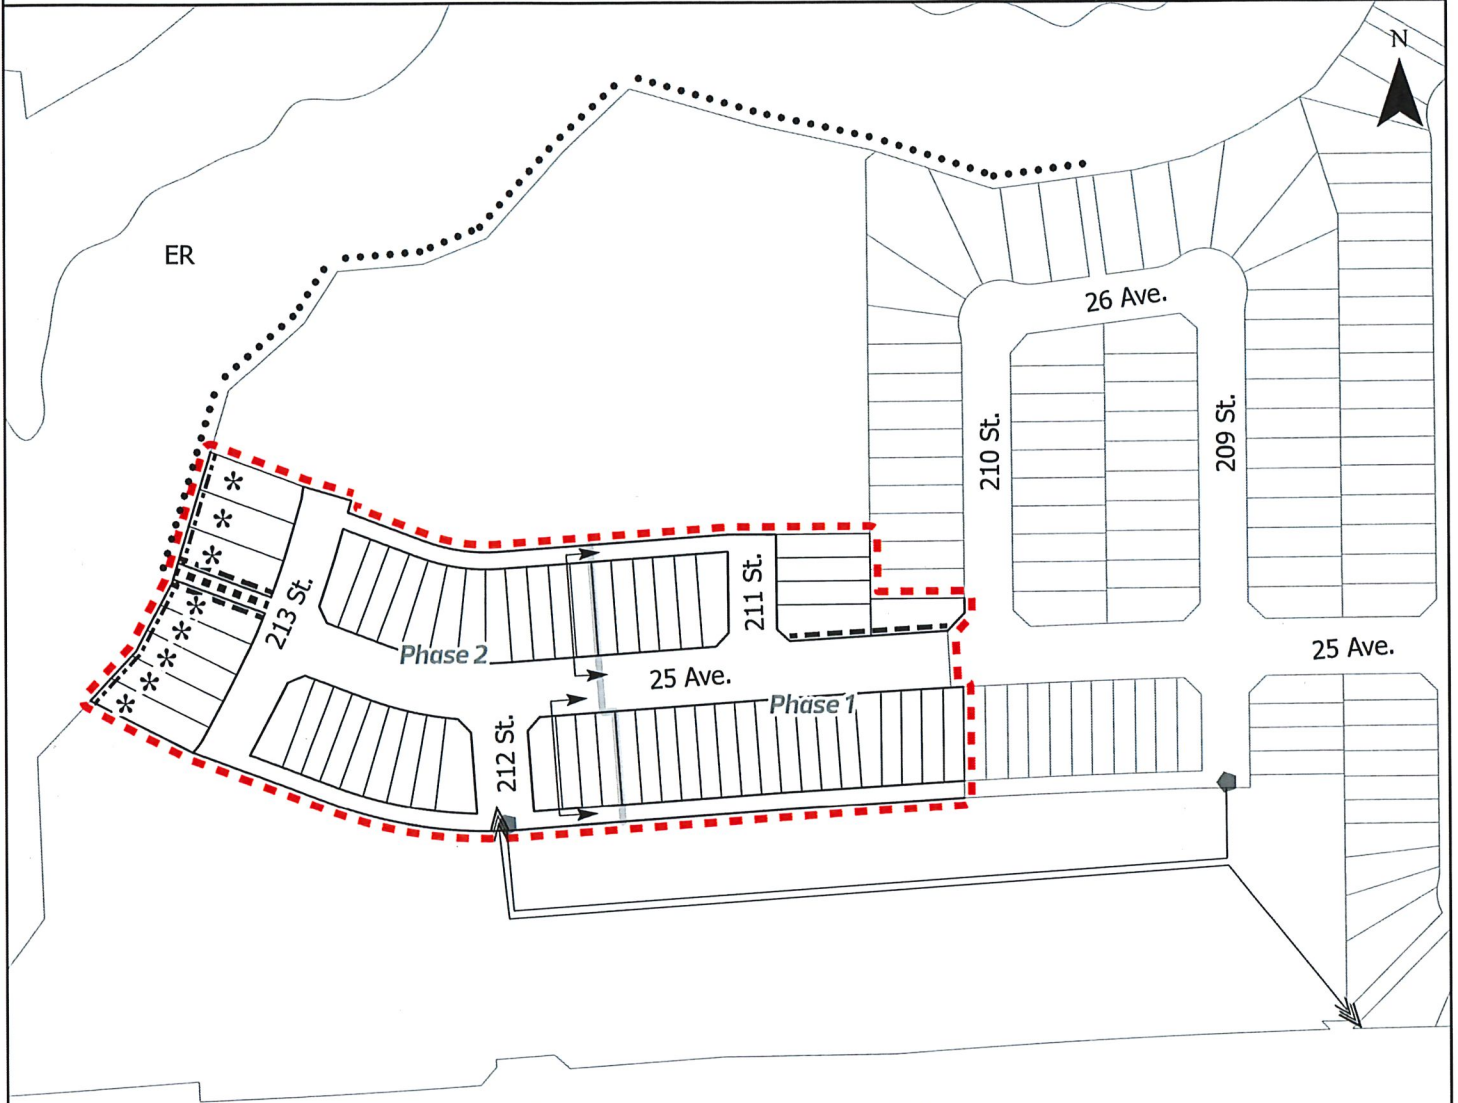 N
ER
26 Ave.
210 St.
209 St.
211 St.
213 St.
25 Ave.
Phase 2
25 Ave.
Phase 1
212 St.